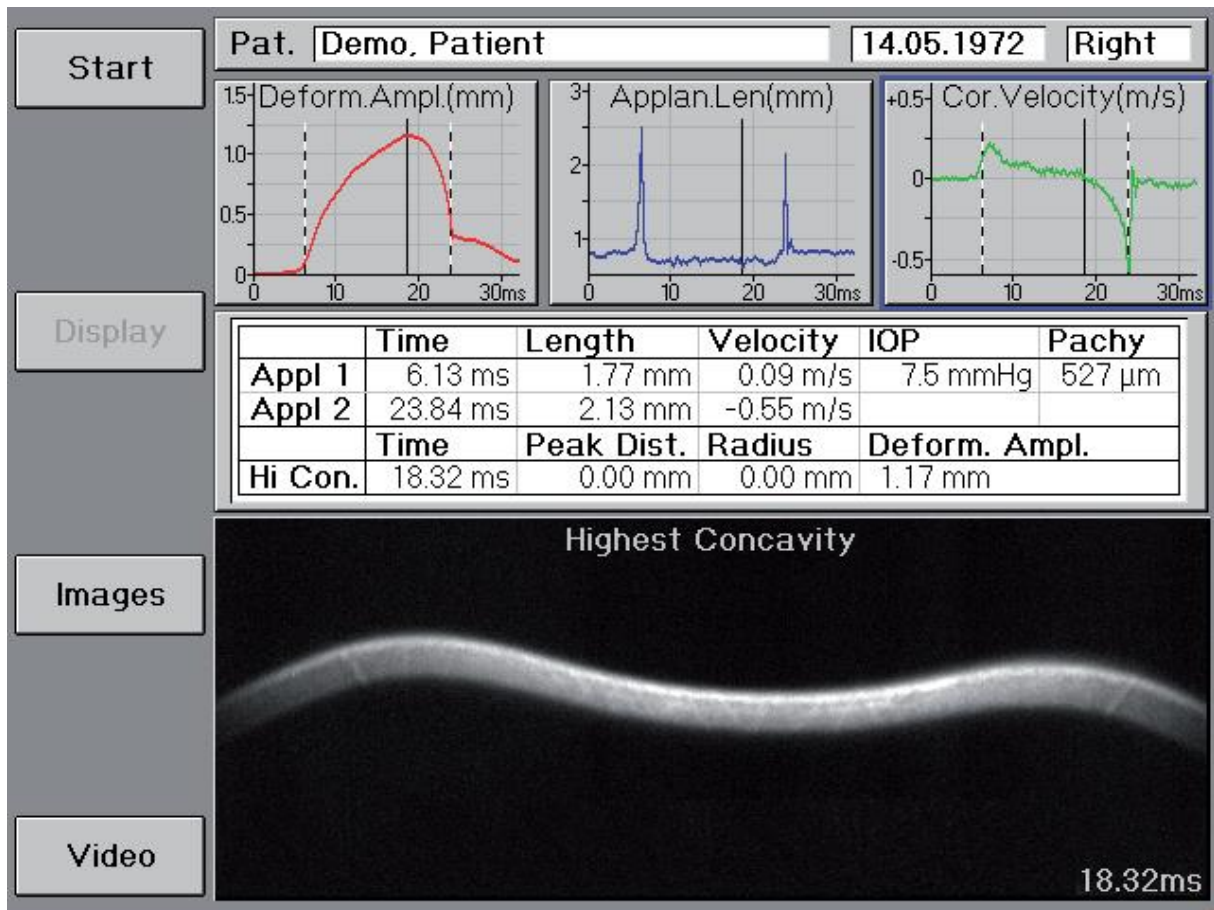 Start
Pat. Demo, Patient 14.05.1972 Right
Deform.Ampl.(mm)
1.5
1.0
0.5
0
0 10 20 30ms
Applan.Len(mm)
3
2
1
0 10 20 30ms
Cor.Velocity(m/s)
+0.5
0
-0.5
0 10 20 30ms
Display
Time Length Velocity IOP Pachy
Appl 1 6.13 ms 1.77 mm 0.09 m/s 7.5 mmHg 527 µm
Appl 2 23.84 ms 2.13 mm -0.55 m/s
Time Peak Dist. Radius Deform. Ampl.
Hi Con. 18.32 ms 0.00 mm 0.00 mm 1.17 mm
Highest Concavity
Images
Video
18.32ms